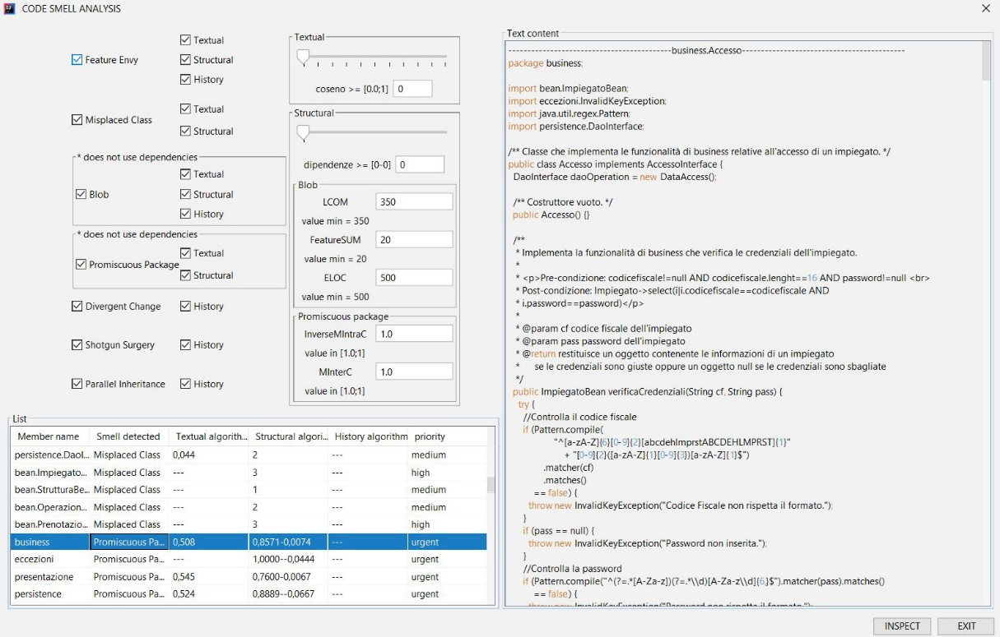 CODE SMELL ANALYSIS
Textual
Feature Envy
Structural
History
Textual
Misplaced Class
Structural
* does not use dependencies
Textual
Blob
Structural
History
* does not use dependencies
Textual
Promiscuous Package
Structural
Divergent Change
History
Shotgun Surgery
History
Parallel Inheritance
History
Textual
coseno >= [0.0;1] 0
Structural
dipendenze >= [0-0] 0
Blob
LCOM 350
value min = 350
FeatureSUM 20
value min = 20
ELOC 500
value min = 500
Promiscuous package
InverseMIntraC 1.0
value in [1.0;1]
MInterC 1.0
value in [1.0;1]
List
Member name Smell detected Textual algorith... Structural algori... History algorithm priority
persistence.DaoI... Misplaced Class 0,044 2 --- medium
bean.Impiegato... Misplaced Class --- 3 --- high
bean.StrutturaBe... Misplaced Class --- 1 --- medium
bean.Operazion... Misplaced Class --- 2 --- medium
bean.Prenotazio... Misplaced Class --- 3 --- high
business Promiscuous Pa... 0,508 0,8571-0,0074 --- urgent
eccezioni Promiscuous Pa... --- 1,0000--0,0444 --- urgent
presentazione Promiscuous Pa... 0,545 0,7600-0,0067 --- urgent
persistence Promiscuous Pa... 0,524 0,8889--0,0667 --- urgent
Text content
-------------------------------------------business.Accesso-------------------------------------------
package business;
import bean.ImpiegatoBean;
import eccezioni.InvalidKeyException;
import java.util.regex.Pattern;
import persistence.DaoInterface;
/** Classe che implementa le funzionalità di business relative all'accesso di un impiegato. */
public class Accesso implements AccessoInterface {
DaoInterface daoOperation = new DataAccess();
/** Costruttore vuoto. */
public Accesso() {}
/**
* Implementa la funzionalità di business che verifica le credenziali dell'impiegato.
*
* <p>Pre-condizione: codicefiscale!=null AND codicefiscale.lenght==16 AND password!=null <br>
* Post-condizione: Impiegato->select(i|i.codicefiscale==codicefiscale AND
* i.password==password)</p>
*
* @param cf codice fiscale dell'impiegato
* @param pass password dell'impiegato
* @return restituisce un oggetto contenente le informazioni di un impiegato
* se le credenziali sono giuste oppure un oggetto null se le credenziali sono sbagliate
*/
public ImpiegatoBean verificaCredenziali(String cf, String pass) {
try {
//Controlla il codice fiscale
if (Pattern.compile(
"^[a-zA-Z]{6}[0-9]{2}[abcdehlmprstABCDEHLMPRST]{1}"
+ "[0-9]{2}([a-zA-Z]{1}[0-9]{3})[a-zA-Z]{1}$")
.matcher(cf)
.matches()
== false) {
throw new InvalidKeyException("Codice Fiscale non rispetta il formato.");
}
if (pass == null) {
throw new InvalidKeyException("Password non inserita.");
}
//Controlla la password
if (Pattern.compile("^(?=.*[A-Za-z])(?=.*\\d)[A-Za-z\\d]{6,}$").matcher(pass).matches()
== false) {
throw new InvalidKeyException("Password non rispetta il formato.");
INSPECT
EXIT